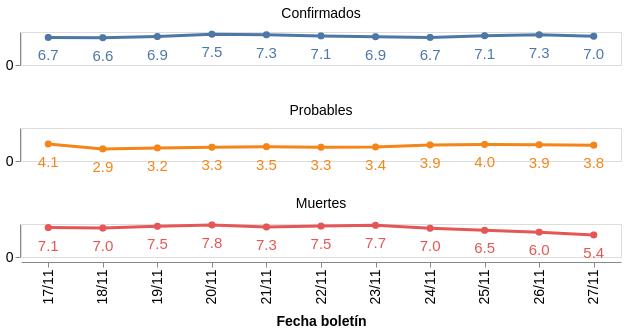 Confirmados
0
6.7 6.6 6.9 7.5 7.3 7.1 6.9 6.7 7.1 7.3 7.0
Probables
0
4.1 2.9 3.2 3.3 3.5 3.3 3.4 3.9 4.0 3.9 3.8
Muertes
0
7.1 7.0 7.5 7.8 7.3 7.5 7.7 7.0 6.5 6.0 5.4
17/11 18/11 19/11 20/11 21/11 22/11 23/11 24/11 25/11 26/11 27/11
Fecha boletín